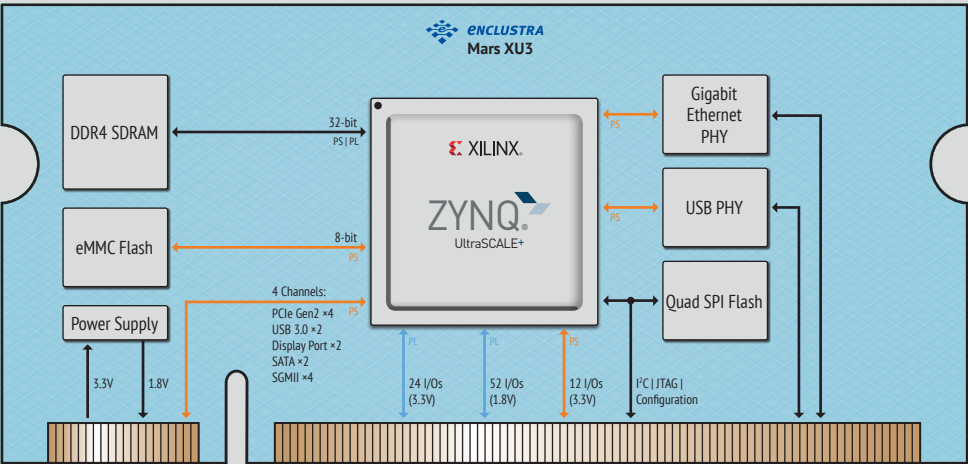 enclustra
Mars XU3
DDR4 SDRAM
32-bit
PS | PL
XILINX®
ZYNQ®
UltraSCALE+
PS
Gigabit
Ethernet
PHY
eMMC Flash
8-bit
PS
PS
USB PHY
Power Supply
3.3V
1.8V
4 Channels:
PS
PCIe Gen2 ×4
USB 3.0 ×2
Display Port ×2
SATA ×2
SGMII ×4
Quad SPI Flash
PL
24 I/Os
(3.3V)
PL
52 I/Os
(1.8V)
PS
12 I/Os
(3.3V)
I²C | JTAG |
Configuration